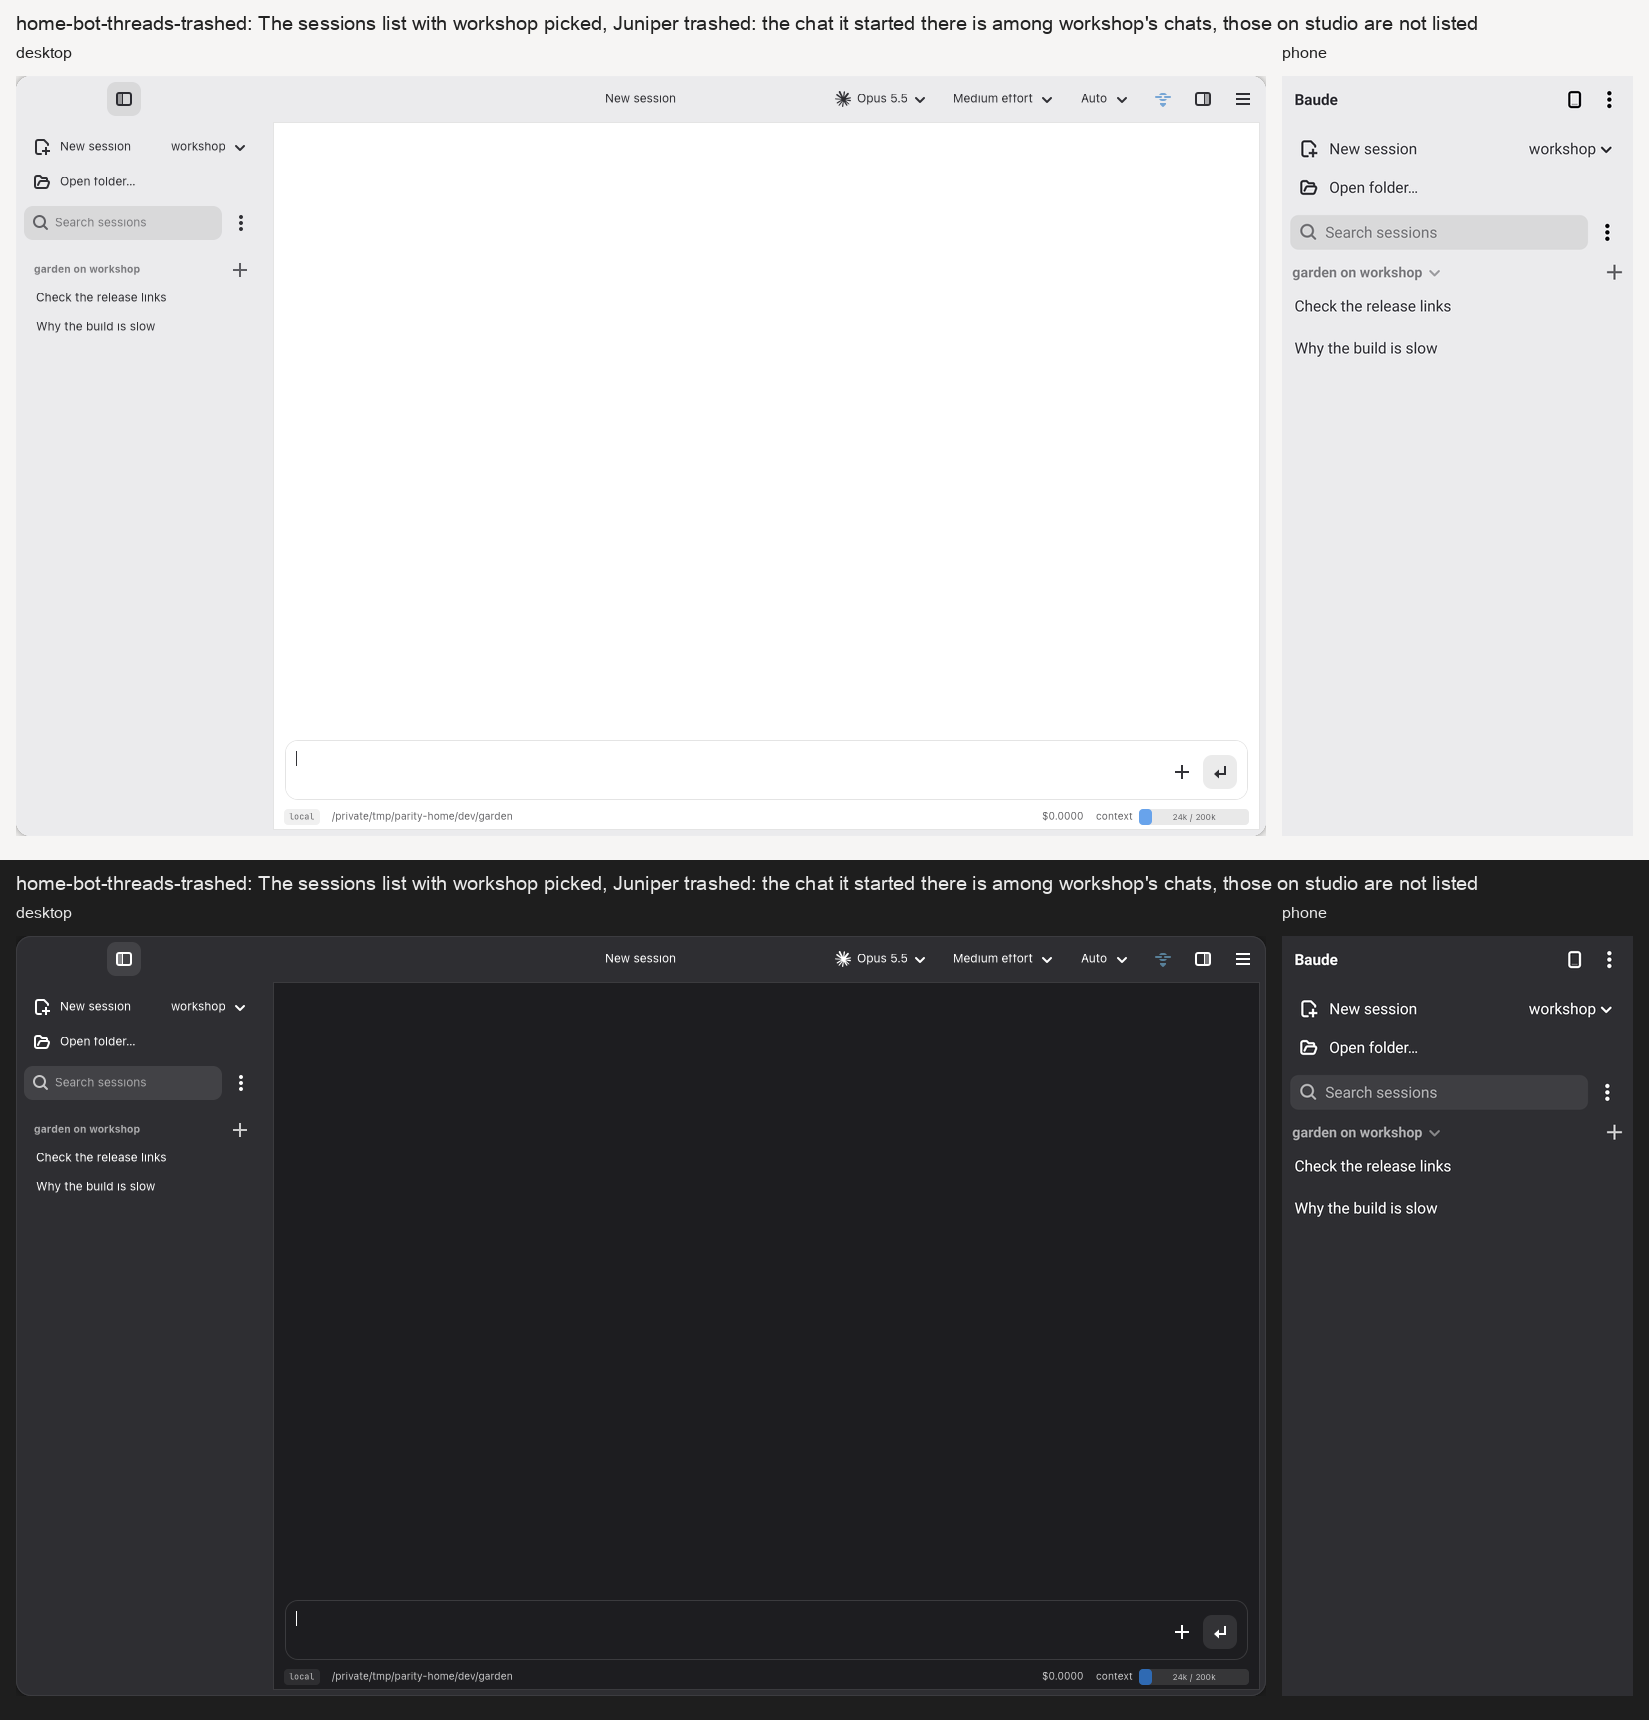 home-bot-threads-trashed: The sessions list with workshop picked, Juniper trashed: the chat it started there is among workshop's chats, those on studio are not listed
desktop
phone
New session
Opus 5.5
Medium effort
Auto
New session
workshop
Open folder...
Search sessions
garden on workshop
Check the release links
Why the build is slow
local
/private/tmp/parity-home/dev/garden
$0.0000
context
24k / 200k
Baude
New session
workshop
Open folder...
Search sessions
garden on workshop
Check the release links
Why the build is slow
home-bot-threads-trashed: The sessions list with workshop picked, Juniper trashed: the chat it started there is among workshop's chats, those on studio are not listed
desktop
phone
New session
Opus 5.5
Medium effort
Auto
New session
workshop
Open folder...
Search sessions
garden on workshop
Check the release links
Why the build is slow
local
/private/tmp/parity-home/dev/garden
$0.0000
context
24k / 200k
Baude
New session
workshop
Open folder...
Search sessions
garden on workshop
Check the release links
Why the build is slow